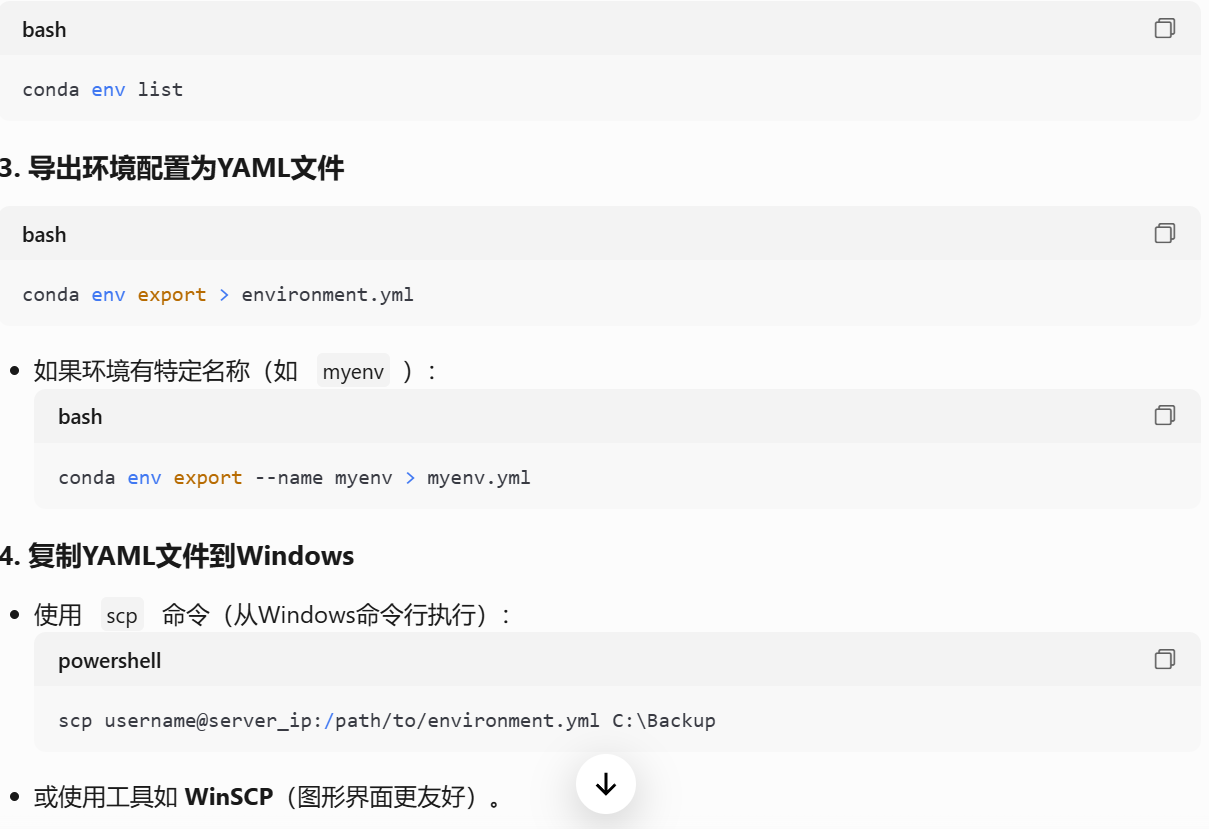 bash
conda env list
3. 导出环境配置为YAML文件
bash
conda env export > environment.yml
如果环境有特定名称（如 myenv ）：
bash
conda env export --name myenv > myenv.yml
4. 复制YAML文件到Windows
使用 scp 命令（从Windows命令行执行）：
powershell
scp username@server_ip:/path/to/environment.yml C:\Backup
或使用工具如 WinSCP（图形界面更友好）。